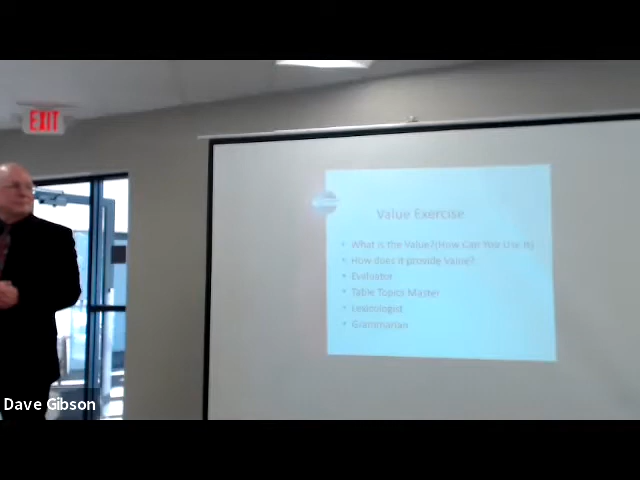 EXIT
Value Exercise
• What is the Value?(How Can You Use It)
• How does it provide Value?
• Evaluator
• Table Topics Master
• Lexicologist
• Grammarian
Dave Gibson